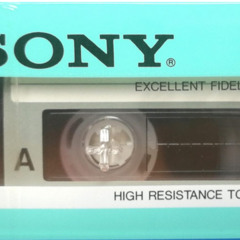 SONY®
EXCELLENT FIDEL
A
HIGH RESISTANCE TO